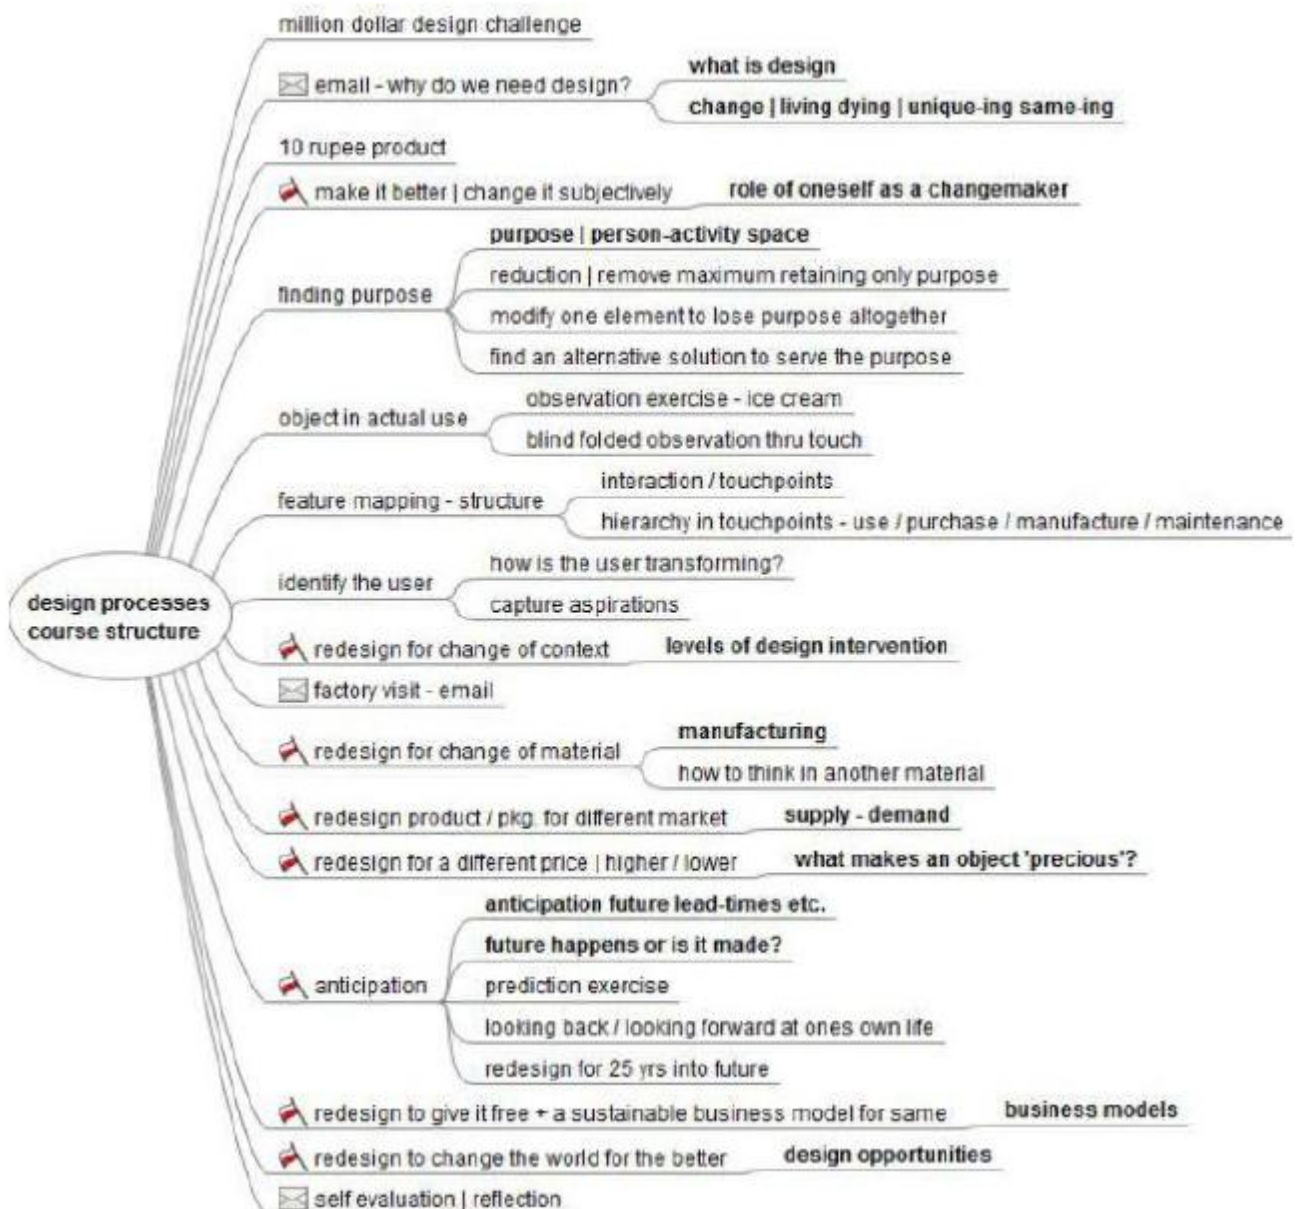 million dollar design challenge
email - why do we need design?
what is design
change | living dying | unique-ing same-ing
10 rupee product
make it better | change it subjectively
role of oneself as a changemaker
finding purpose
purpose | person-activity space
reduction | remove maximum retaining only purpose
modify one element to lose purpose altogether
find an alternative solution to serve the purpose
object in actual use
observation exercise - ice cream
blind folded observation thru touch
feature mapping - structure
interaction / touchpoints
hierarchy in touchpoints - use / purchase / manufacture / maintenance
identify the user
how is the user transforming?
capture aspirations
design processes
course structure
redesign for change of context
levels of design intervention
factory visit - email
redesign for change of material
manufacturing
how to think in another material
redesign product / pkg. for different market
supply - demand
redesign for a different price | higher / lower
what makes an object 'precious'?
anticipation
anticipation future lead-times etc.
future happens or is it made?
prediction exercise
looking back / looking forward at ones own life
redesign for 25 yrs into future
redesign to give it free + a sustainable business model for same
business models
redesign to change the world for the better
design opportunities
self evaluation | reflection